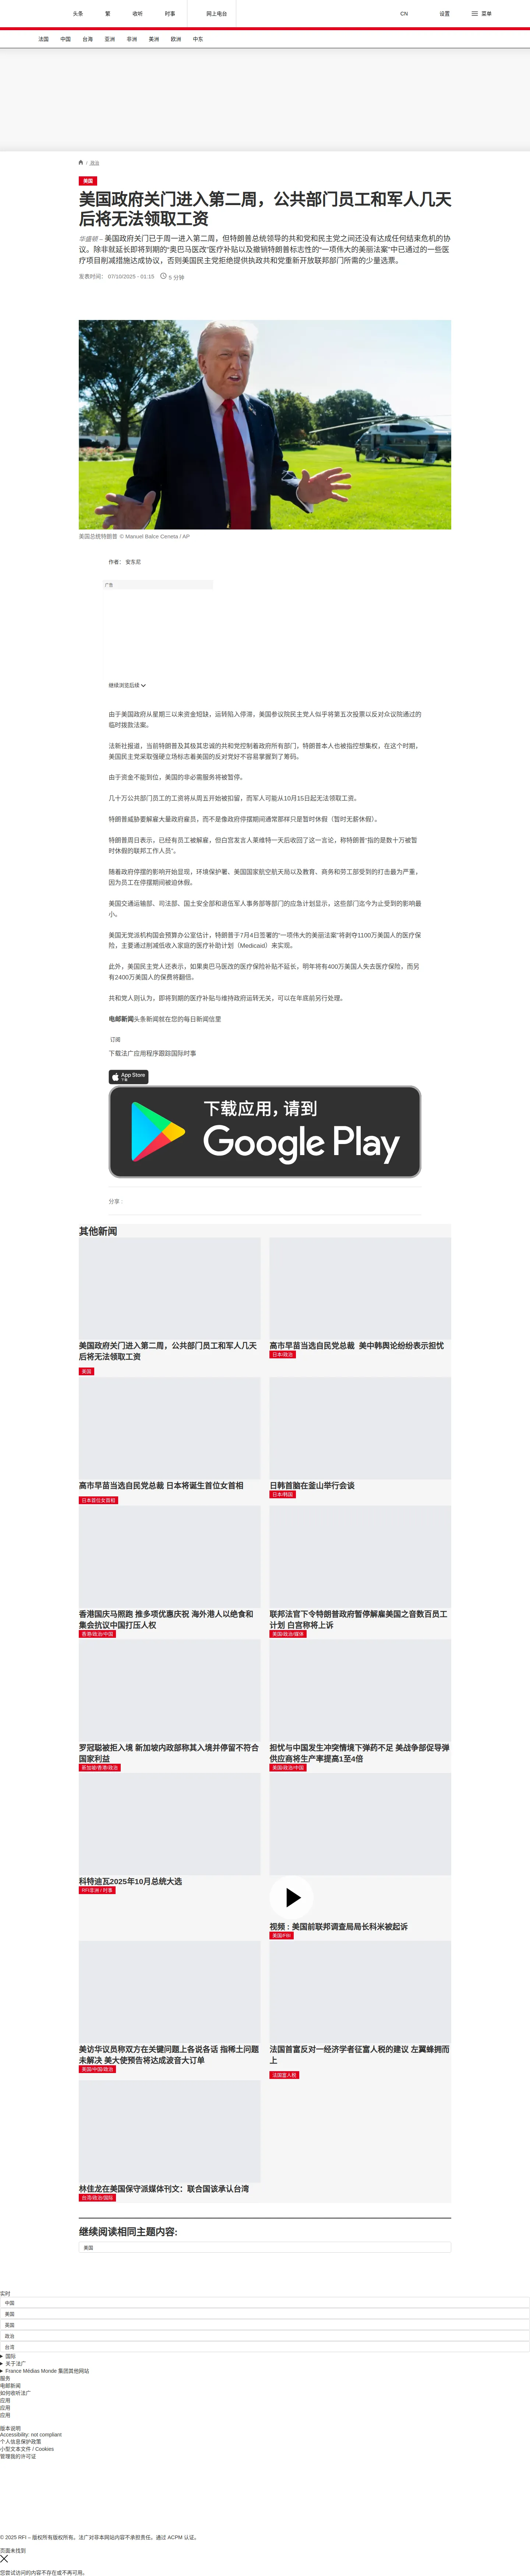 头条
繁
收听
时事
网上电台
CN
设置
菜单
法国
中国
台海
亚洲
非洲
美洲
欧洲
中东
/ 政治
美国
美国政府关门进入第二周，公共部门员工和军人几天
后将无法领取工资
华盛顿 – 美国政府关门已于周一进入第二周，但特朗普总统领导的共和党和民主党之间还没有达成任何结束危机的协
议。除非就延长即将到期的“奥巴马医改”医疗补贴以及撤销特朗普标志性的“一项伟大的美丽法案”中已通过的一些医
疗项目削减措施达成协议，否则美国民主党拒绝提供执政共和党重新开放联邦部门所需的少量选票。
发表时间： 07/10/2025 - 01:15
5 分钟
美国总统特朗普 © Manuel Balce Ceneta / AP
作者： 安东尼
广告
继续浏览后续
由于美国政府从星期三以来资金短缺，运转陷入停滞，美国参议院民主党人似乎将第五次投票以反对众议院通过的
临时拨款法案。
法新社报道，当前特朗普及其极其忠诚的共和党控制着政府所有部门，特朗普本人也被指控想集权，在这个时期，
美国民主党采取强硬立场标志着美国的反对党好不容易掌握到了筹码。
由于资金不能到位，美国的非必需服务将被暂停。
几十万公共部门员工的工资将从周五开始被扣留，而军人可能从10月15日起无法领取工资。
特朗普威胁要解雇大量政府雇员，而不是像政府停摆期间通常那样只是暂时休假（暂时无薪休假）。
特朗普周日表示，已经有员工被解雇，但白宫发言人莱维特一天后收回了这一言论，称特朗普“指的是数十万被暂
时休假的联邦工作人员”。
随着政府停摆的影响开始显现，环境保护署、美国国家航空航天局以及教育、商务和劳工部受到的打击最为严重，
因为员工在停摆期间被迫休假。
美国交通运输部、司法部、国土安全部和退伍军人事务部等部门的应急计划显示，这些部门迄今为止受到的影响最
小。
美国无党派机构国会预算办公室估计，特朗普于7月4日签署的“一项伟大的美丽法案”将剥夺1100万美国人的医疗保
险，主要通过削减低收入家庭的医疗补助计划（Medicaid）来实现。
此外，美国民主党人还表示，如果奥巴马医改的医疗保险补贴不延长，明年将有400万美国人失去医疗保险，而另
有2400万美国人的保费将翻倍。
共和党人则认为，即将到期的医疗补贴与维持政府运转无关，可以在年底前另行处理。
电邮新闻头条新闻就在您的每日新闻信里
订阅
下载法广应用程序跟踪国际时事
App Store
下载
下载应用，请到
Google Play
分享 :
其他新闻
美国政府关门进入第二周，公共部门员工和军人几天
后将无法领取工资
美国
高市早苗当选自民党总裁 美中韩舆论纷纷表示担忧
日本/政治
高市早苗当选自民党总裁 日本将诞生首位女首相
日本首位女首相
日韩首脑在釜山举行会谈
日本/韩国
香港国庆马照跑 推多项优惠庆祝 海外港人以绝食和
集会抗议中国打压人权
香港/政治/中国
联邦法官下令特朗普政府暂停解雇美国之音数百员工
计划 白宫称将上诉
美国/政治/媒体
罗冠聪被拒入境 新加坡内政部称其入境并停留不符合
国家利益
新加坡/香港/政治
担忧与中国发生冲突情境下弹药不足 美战争部促导弹
供应商将生产率提高1至4倍
美国/政治/中国
科特迪瓦2025年10月总统大选
RFI非洲 / 时事
视频 : 美国前联邦调查局局长科米被起诉
美国/FBI
美访华议员称双方在关键问题上各说各话 指稀土问题
未解决 美大使预告将达成波音大订单
美国/中国/政治
法国首富反对一经济学者征富人税的建议 左翼蜂拥而
上
法国富人税
林佳龙在美国保守派媒体刊文：联合国该承认台湾
台湾/政治/国际
继续阅读相同主题内容:
美国
实时
中国
美国
美国
政治
台湾
国际
关于法广
France Médias Monde 集团其他网站
服务
电邮新闻
如何收听法广
应用
应用
应用
版本说明
Accessibility: not compliant
个人信息保护政策
小型文本文件 / Cookies
管理我的许可证
© 2025 RFI – 版权所有版权所有。法广对非本网站内容不承担责任。通过 ACPM 认证。
页面未找到
您尝试访问的内容不存在或不再可用。